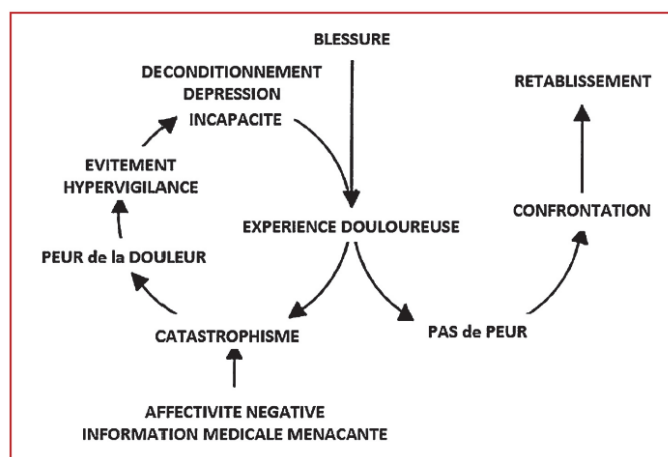 BLESSURE
DECONDITIONNEMENT
DEPRESSION
INCAPACITE
RETABLISSEMENT
EVITEMENT
HYPERVIGILANCE
CONFRONTATION
EXPERIENCE DOULOUREUSE
PEUR de la DOULEUR
CATASTROPHISME
PAS de PEUR
AFFECTIVITE NEGATIVE
INFORMATION MEDICALE MENACANTE